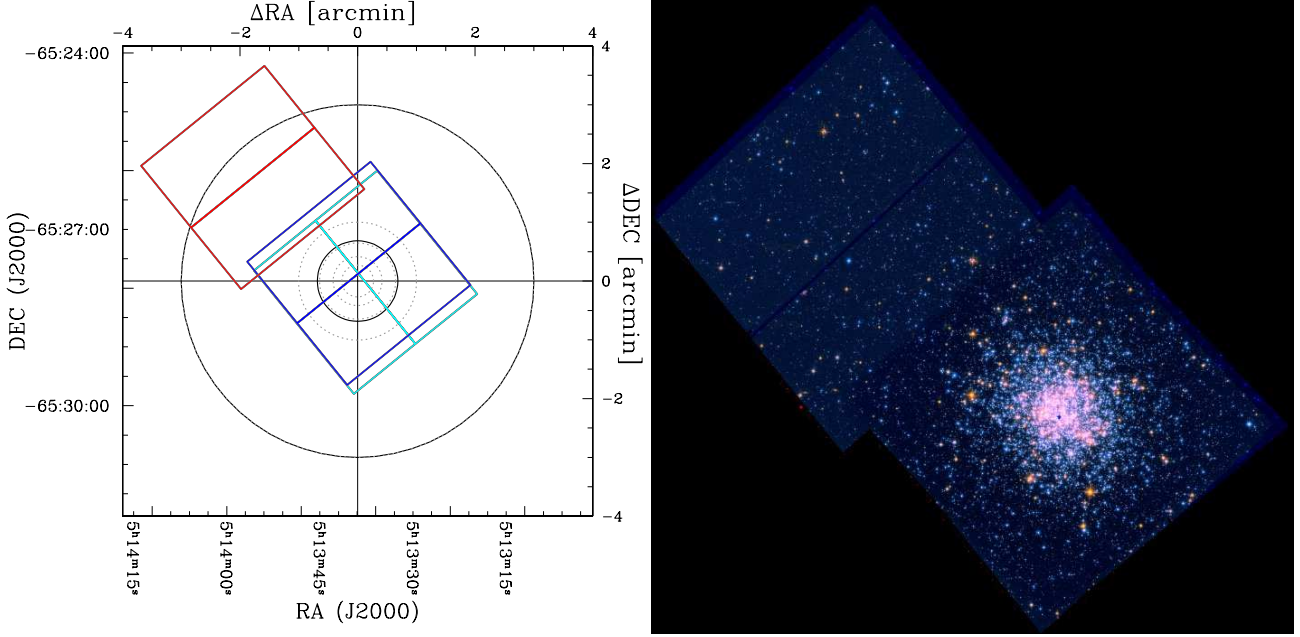 ΔRA [arcmin]
−4 −2 0 2 4
−65:24:00
−65:27:00
−65:30:00
DEC (J2000)
4
2
0
−2
−4
ΔDEC [arcmin]
5h14m15s 5h14m00s 5h13m45s 5h13m30s 5h13m15s
RA (J2000)